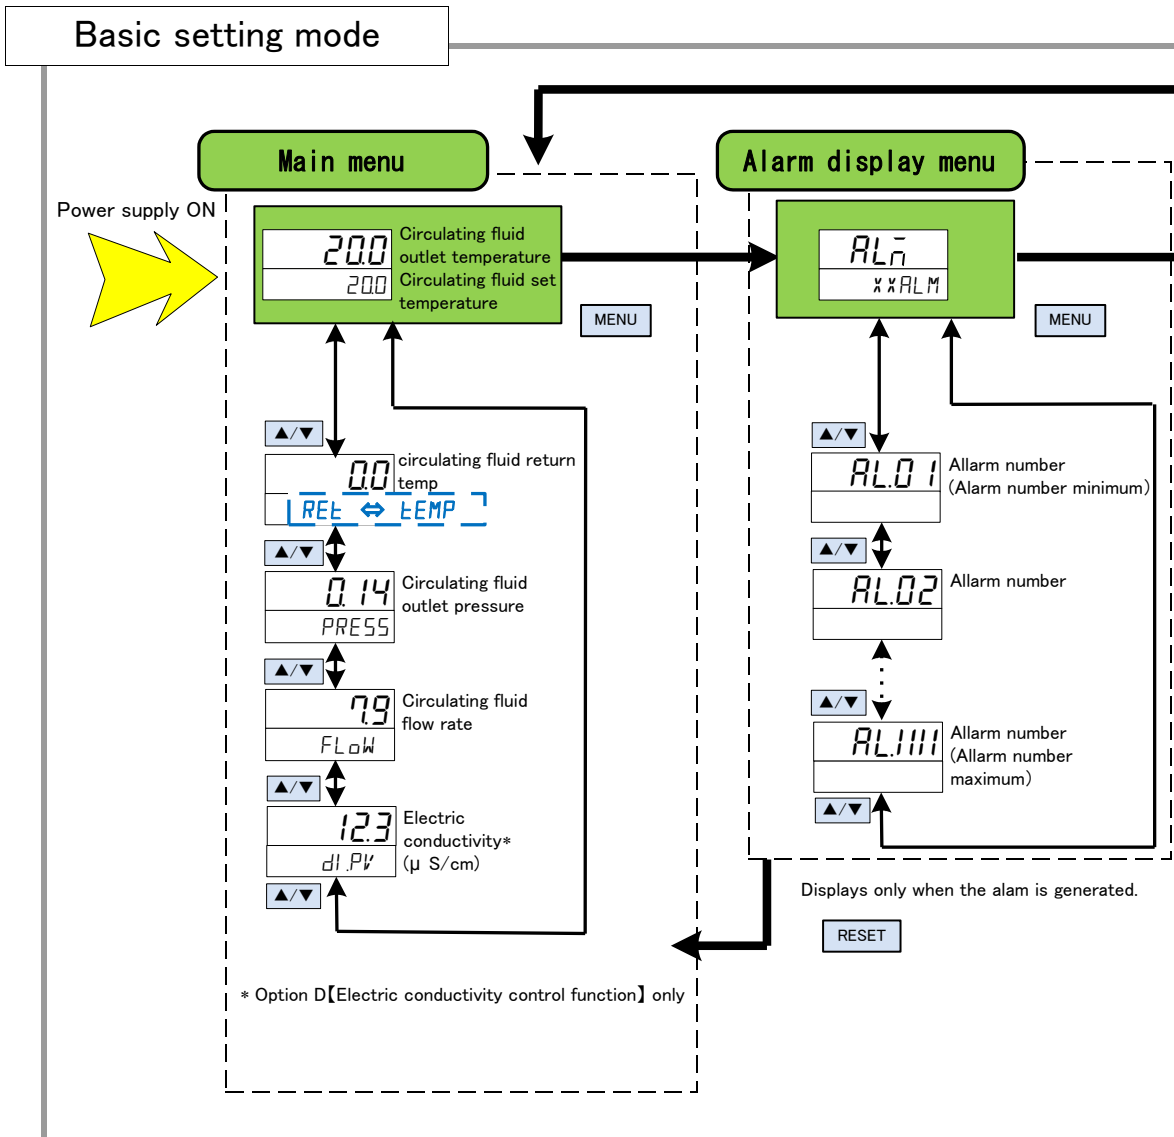 Basic setting mode
Main menu
Alarm display menu
Power supply ON
20.0
Circulating fluid
outlet temperature
20.0
Circulating fluid set
temperature
MENU
ALM
xxALM
MENU
▲/▼
0.0
circulating fluid return
temp
REt ⇔ tEMP
▲/▼
0.14
Circulating fluid
outlet pressure
PRESS
▲/▼
7.9
Circulating fluid
flow rate
FLoW
▲/▼
12.3
Electric
conductivity*
(μ S/cm)
dI.PV
▲/▼
* Option D【Electric conductivity control function】 only
▲/▼
AL.01
Allarm number
(Alarm number minimum)
▲/▼
AL.02
Allarm number
▲/▼
AL.1111
Allarm number
(Allarm number
maximum)
▲/▼
Displays only when the alam is generated.
RESET